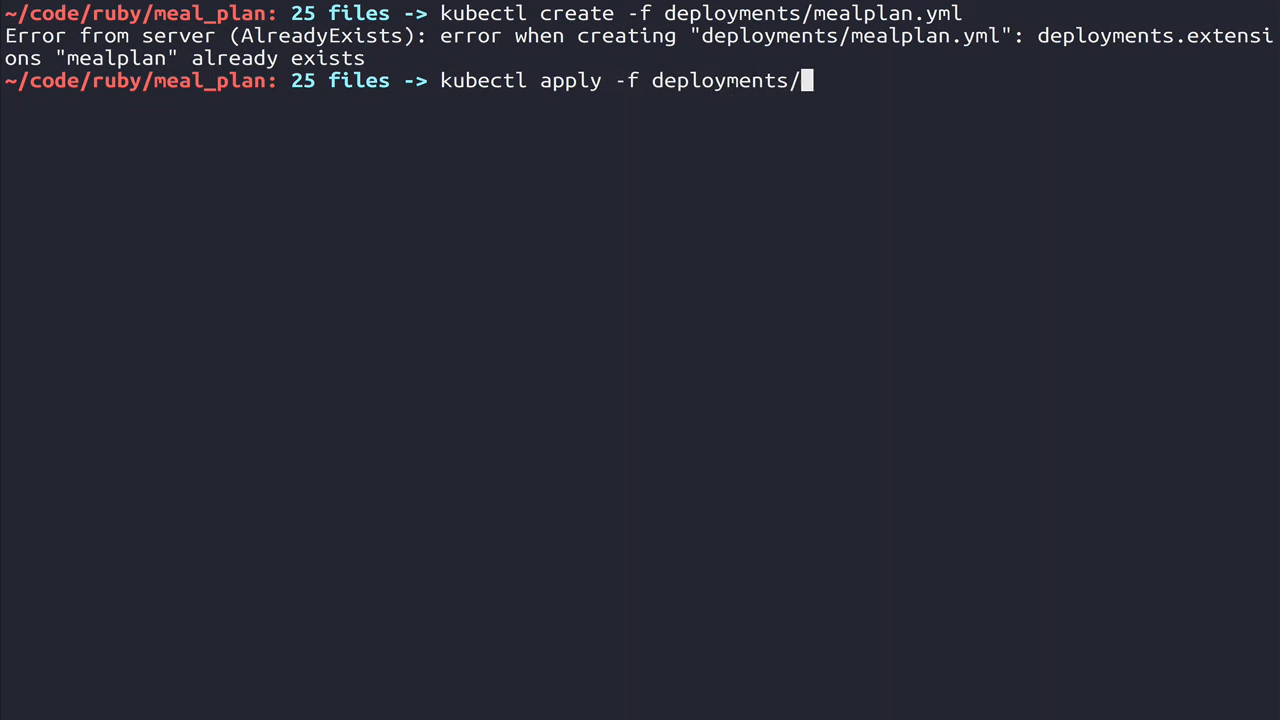 ~/code/ruby/meal_plan: 25 files -> kubectl create -f deployments/mealplan.yml
Error from server (AlreadyExists): error when creating "deployments/mealplan.yml": deployments.extensi
ons "mealplan" already exists
~/code/ruby/meal_plan: 25 files -> kubectl apply -f deployments/